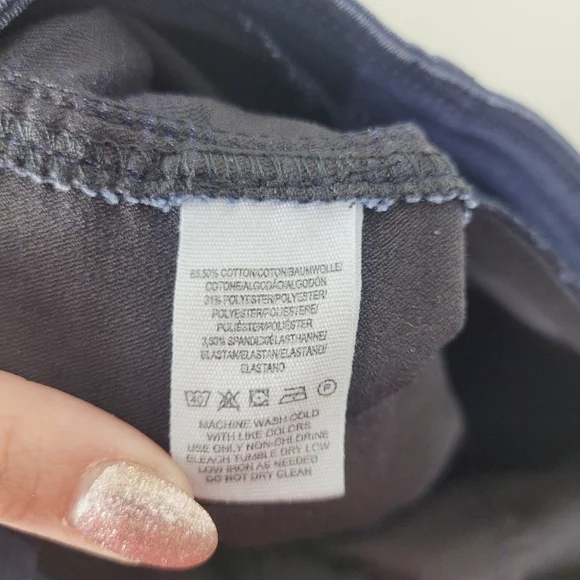 65,50% COTTON/COTON/BAUMWOLLE/
COTONE/ALGODÃO/ALGODÓN
31% POLYESTER/POLYESTER/
POLYESTER/POLIESTERE/
POLIÉSTER/POLIÉSTER
3,50% SPANDEX/ÉLASTHANNE/
ELASTAN/ELASTAN/ELASTANO/
ELASTANO
40° P
MACHINE WASH COLD
WITH LIKE COLORS
USE ONLY NON-CHLORINE
BLEACH TUMBLE DRY LOW
LOW IRON AS NEEDED
DO NOT DRY CLEAN